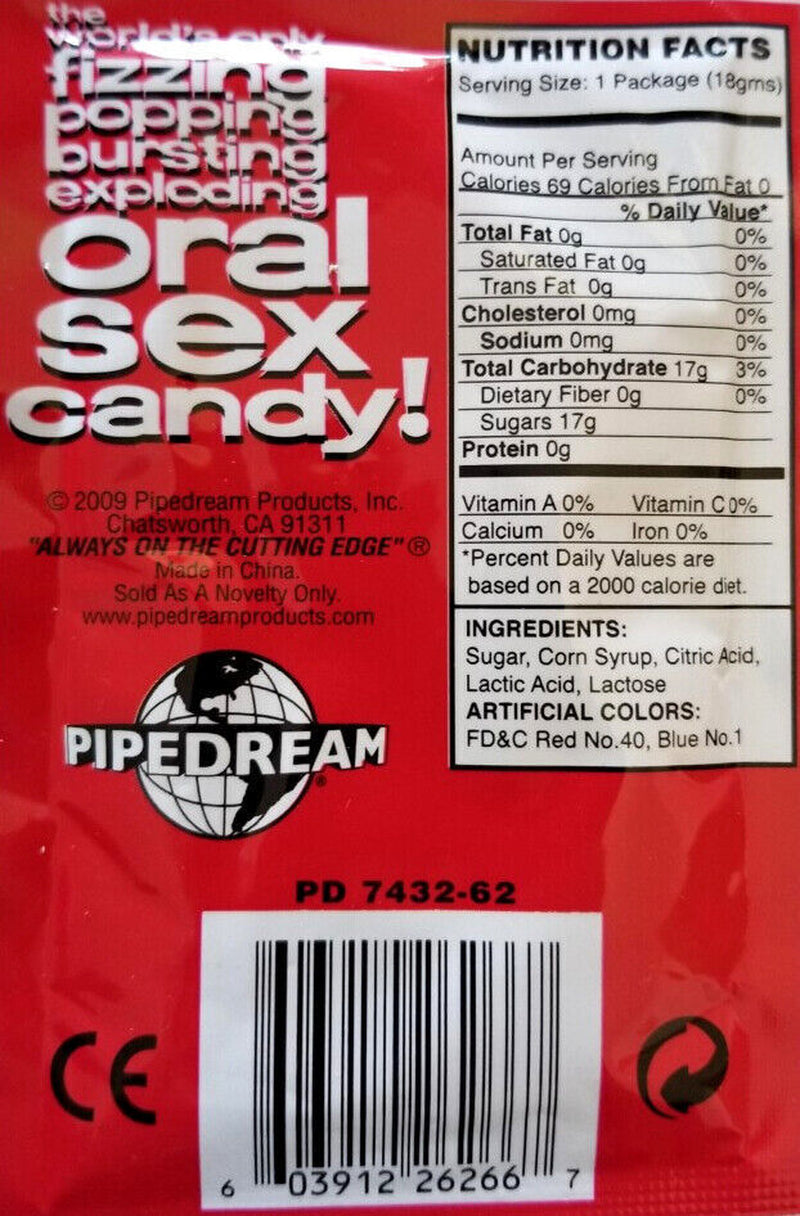 the
world's only
fizzing
popping
bursting
exploding
oral
sex
candy!
© 2009 Pipedream Products, Inc.
Chatsworth, CA 91311
"ALWAYS ON THE CUTTING EDGE"®
Made in China.
Sold As A Novelty Only.
www.pipedreamproducts.com
PIPEDREAM®
NUTRITION FACTS
Serving Size: 1 Package (18gms)
Amount Per Serving
Calories 69 Calories From Fat 0
% Daily Value*
Total Fat 0g 0%
Saturated Fat 0g 0%
Trans Fat 0g 0%
Cholesterol 0mg 0%
Sodium 0mg 0%
Total Carbohydrate 17g 3%
Dietary Fiber 0g 0%
Sugars 17g
Protein 0g
Vitamin A 0% Vitamin C 0%
Calcium 0% Iron 0%
*Percent Daily Values are
based on a 2000 calorie diet.
INGREDIENTS:
Sugar, Corn Syrup, Citric Acid,
Lactic Acid, Lactose
ARTIFICIAL COLORS:
FD&C Red No.40, Blue No.1
PD 7432-62
CE
6 03912 26266 7